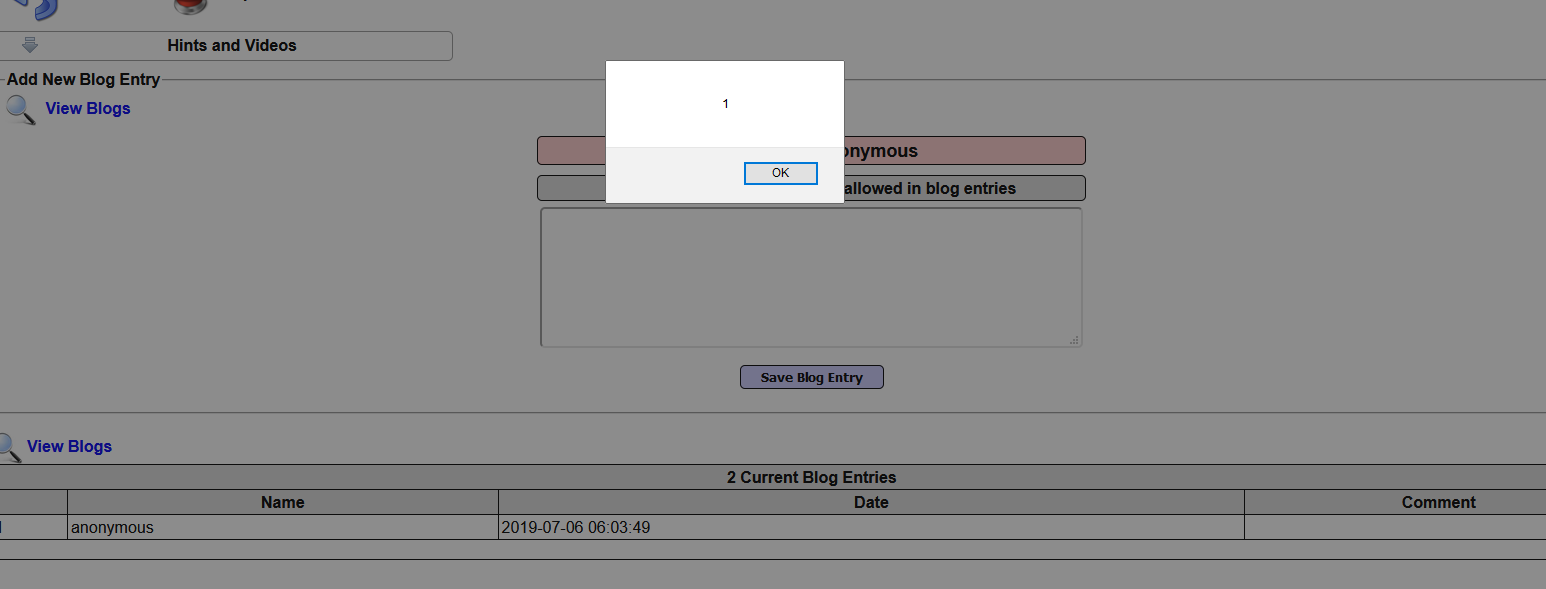 Hints and Videos
Add New Blog Entry
View Blogs
1
OK
onymous
allowed in blog entries
Save Blog Entry
View Blogs
2 Current Blog Entries
Name Date Comment
anonymous 2019-07-06 06:03:49